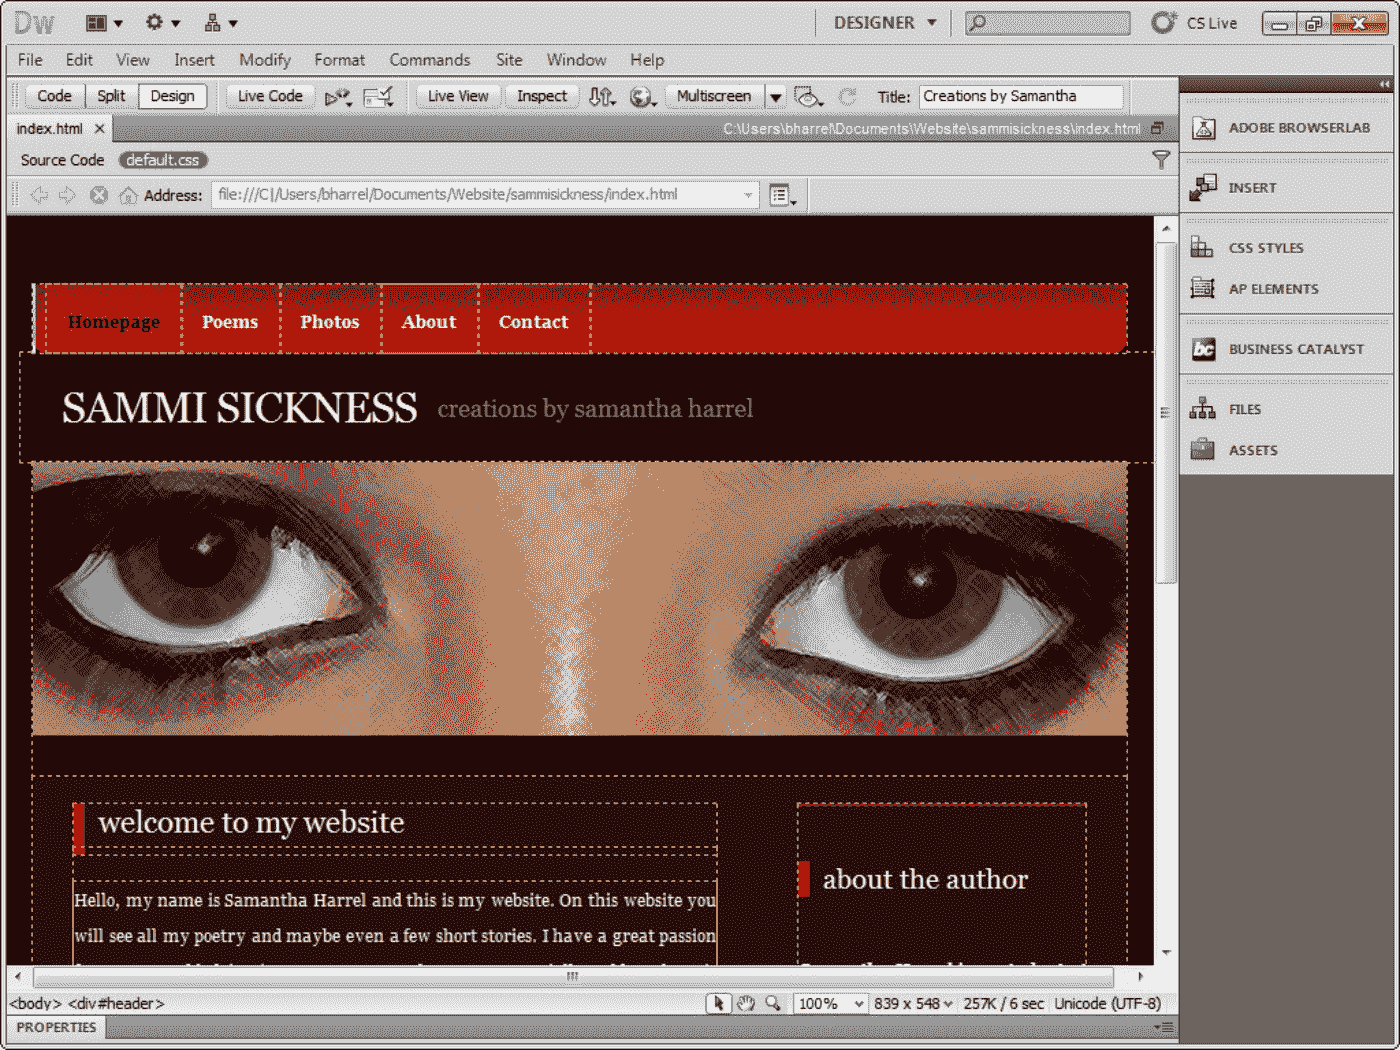 Dw DESIGNER CS Live
File Edit View Insert Modify Format Commands Site Window Help
Code Split Design Live Code Live View Inspect Multiscreen Title: Creations by Samantha
index.html C:\Users\bharrel\Documents\Website\sammisickness\index.html
Source Code default.css
Address: file:///C|/Users/bharrel/Documents/Website/sammisickness/index.html
ADOBE BROWSERLAB
INSERT
CSS STYLES
AP ELEMENTS
BUSINESS CATALYST
FILES
ASSETS
Homepage Poems Photos About Contact
SAMMI SICKNESS creations by samantha harrel
welcome to my website
about the author
Hello, my name is Samantha Harrel and this is my website. On this website you
will see all my poetry and maybe even a few short stories. I have a great passion
<body> <div#header> 100% 839 x 548 257K / 6 sec Unicode (UTF-8)
PROPERTIES